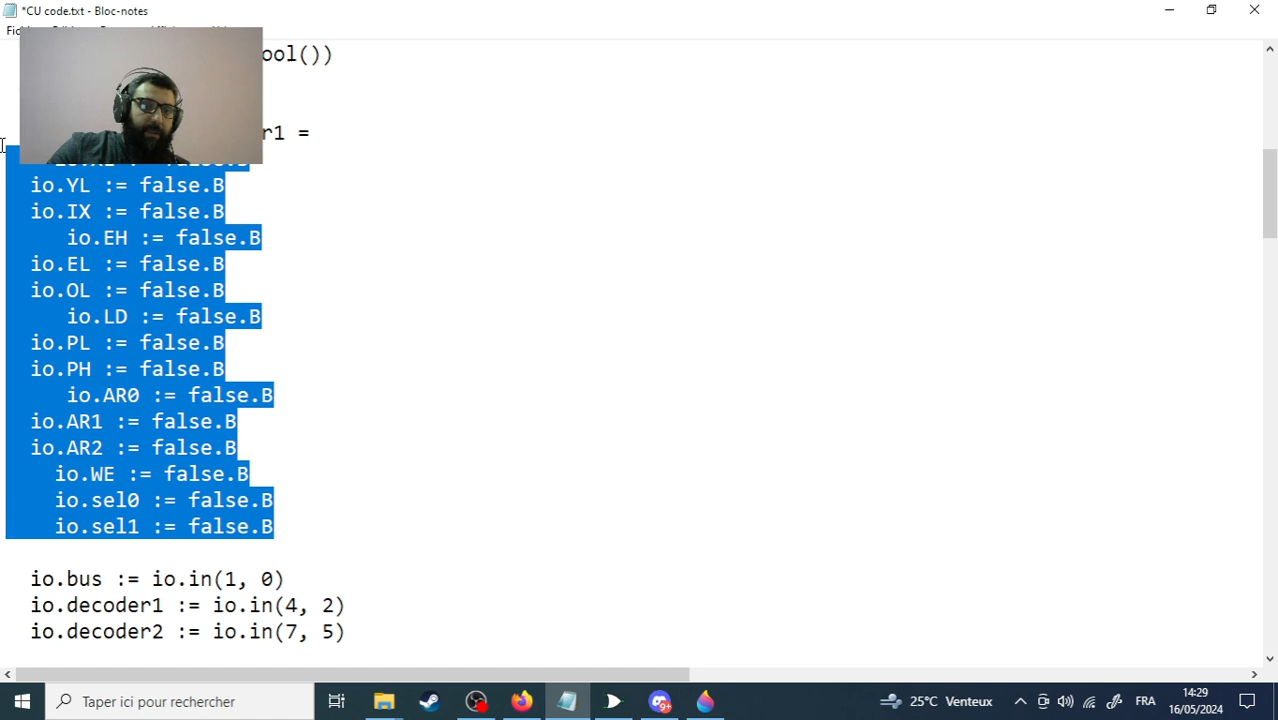 *CU code.txt - Bloc-notes
ool())
r1 =
io.YL := false.B
io.IX := false.B
io.EH := false.B
io.EL := false.B
io.OL := false.B
io.LD := false.B
io.PL := false.B
io.PH := false.B
io.AR0 := false.B
io.AR1 := false.B
io.AR2 := false.B
io.WE := false.B
io.sel0 := false.B
io.sel1 := false.B
io.bus := io.in(1, 0)
io.decoder1 := io.in(4, 2)
io.decoder2 := io.in(7, 5)
Taper ici pour rechercher
9+
25°C Venteux
FRA
14:29
16/05/2024